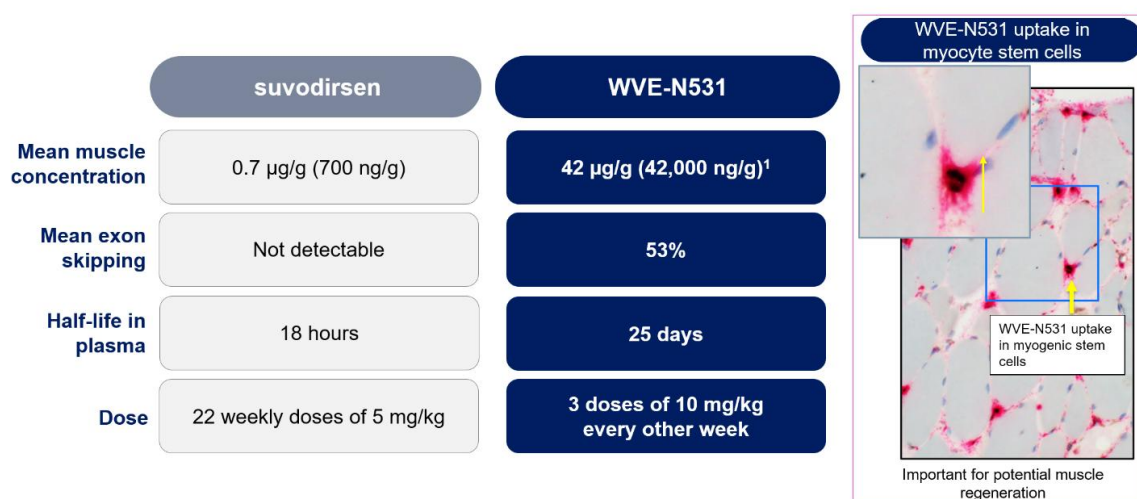 suvodirsen
WVE-N531
Mean muscle
concentration
0.7 µg/g (700 ng/g)
42 µg/g (42,000 ng/g)¹
Mean exon
skipping
Not detectable
53%
Half-life in
plasma
18 hours
25 days
Dose
22 weekly doses of 5 mg/kg
3 doses of 10 mg/kg
every other week
WVE-N531 uptake in
myocyte stem cells
WVE-N531 uptake
in myogenic stem
cells
Important for potential muscle
regeneration